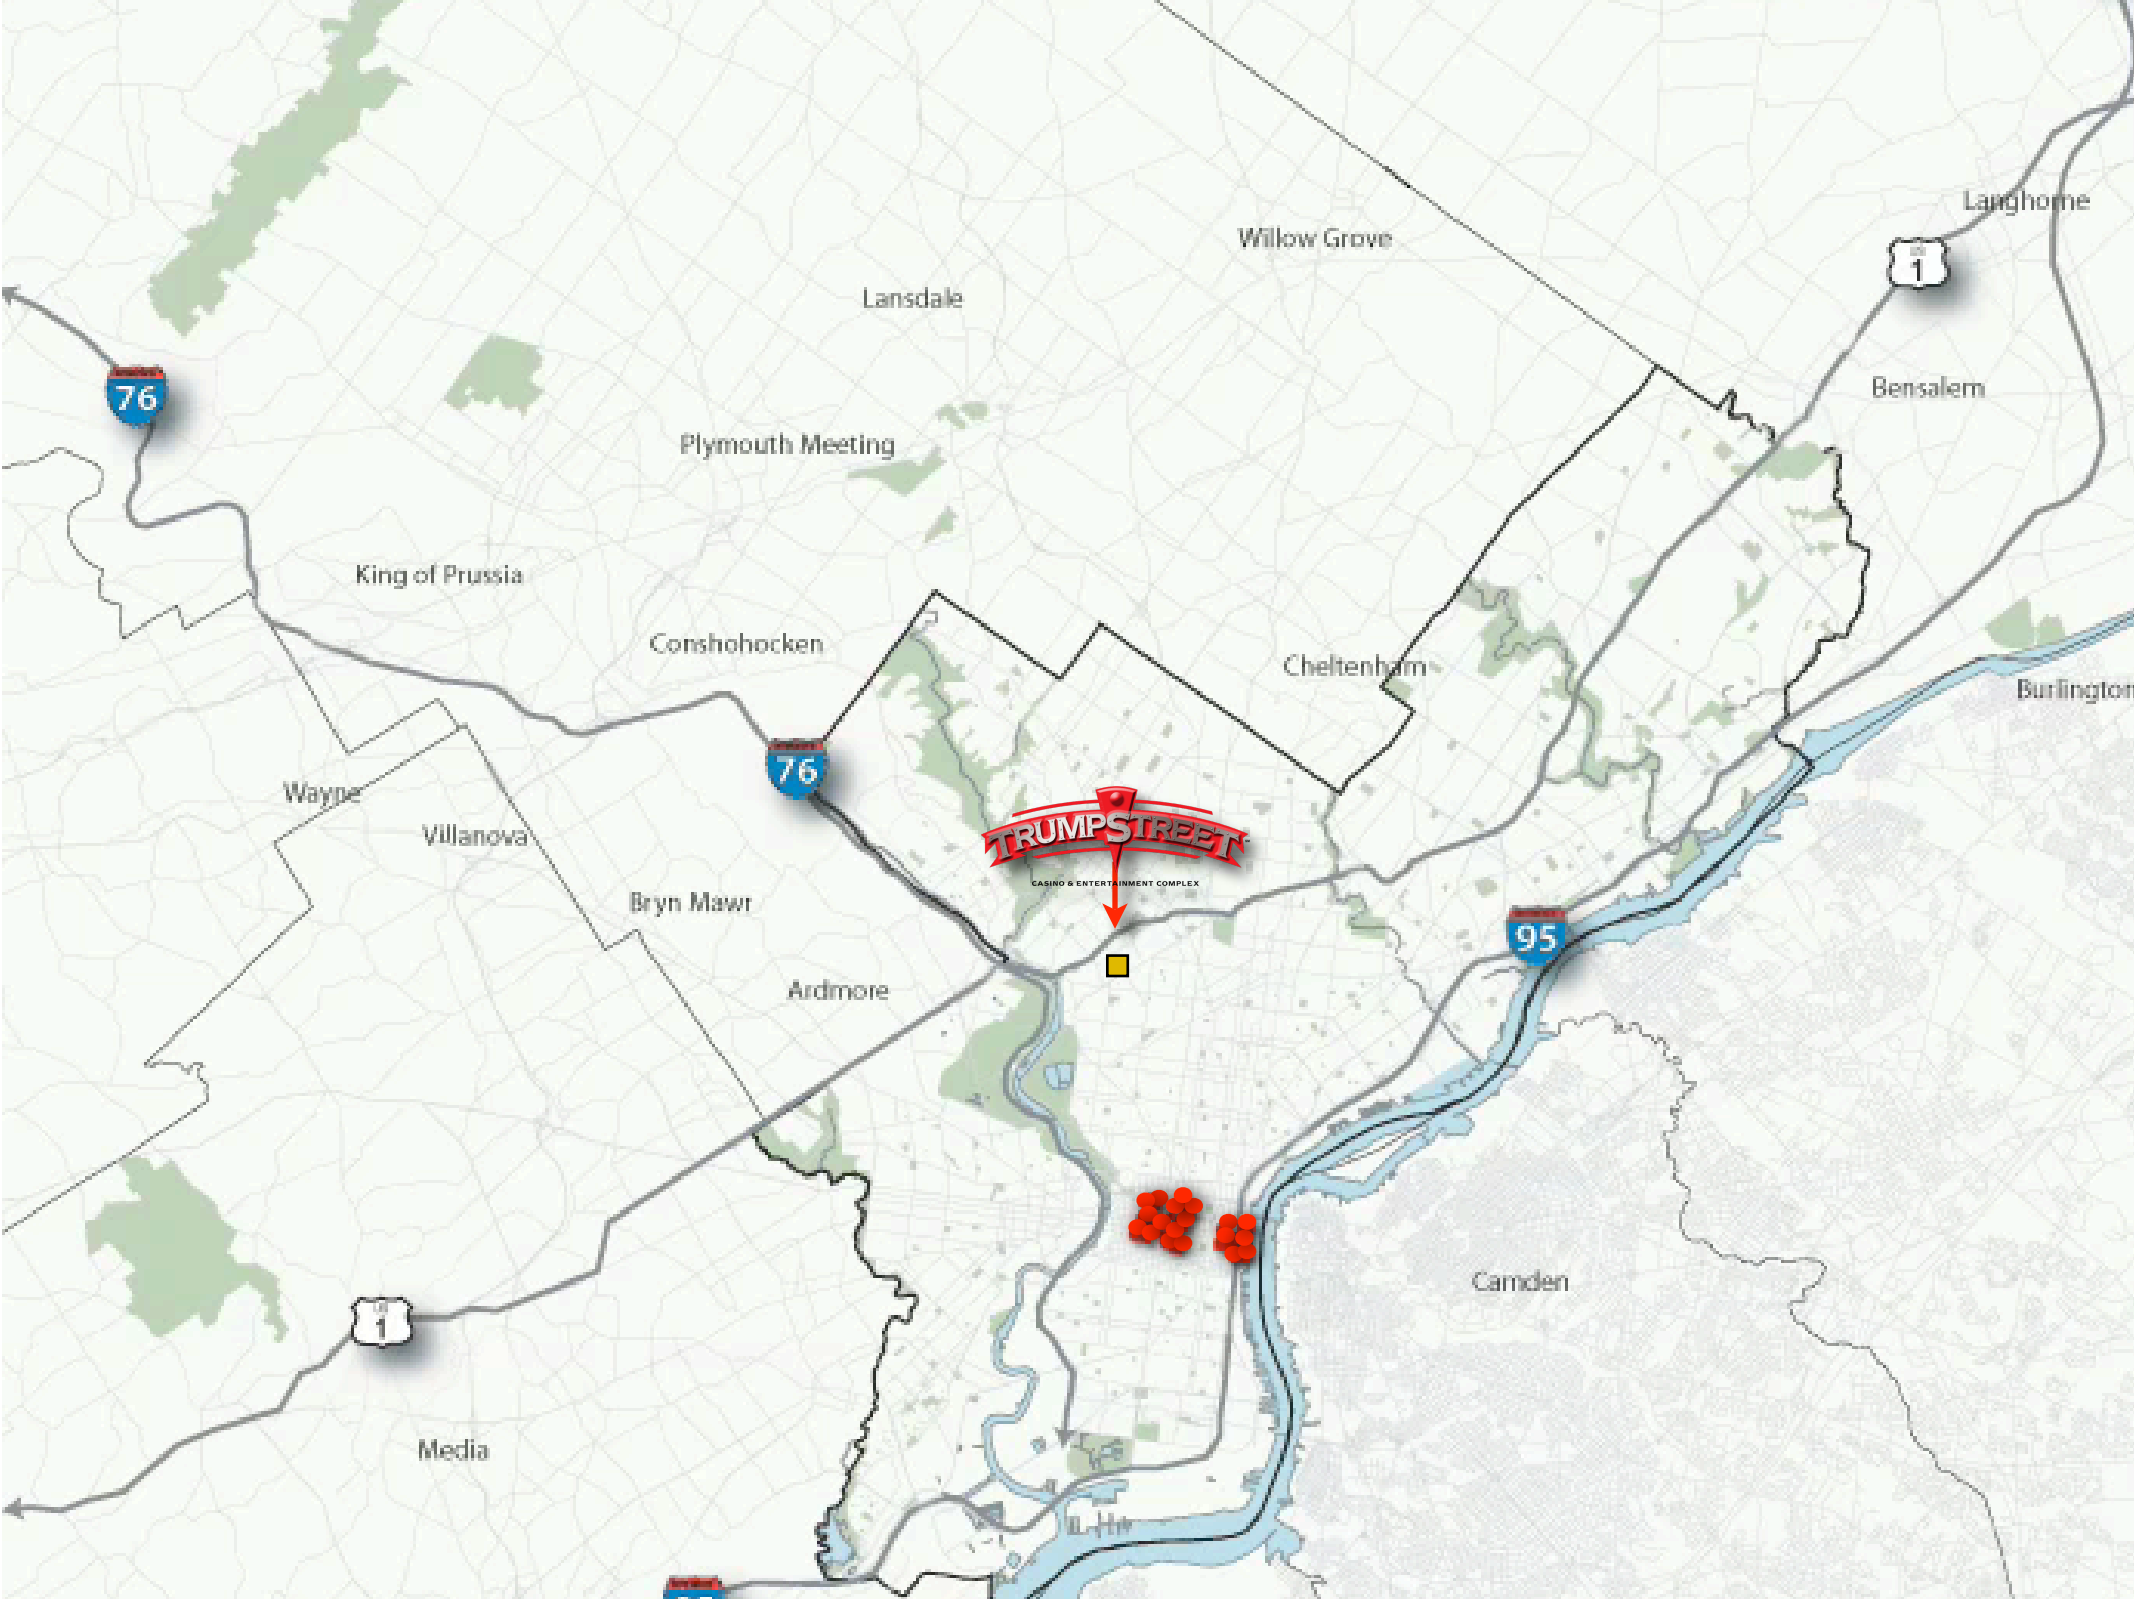 Langhorne
Willow Grove
1
Lansdale
76
Bensalem
Plymouth Meeting
King of Prussia
Conshohocken
Cheltenham
Burlington
76
Wayne
Villanova
TRUMPSTREET
CASINO & ENTERTAINMENT COMPLEX
Bryn Mawr
95
Ardmore
Camden
1
Media